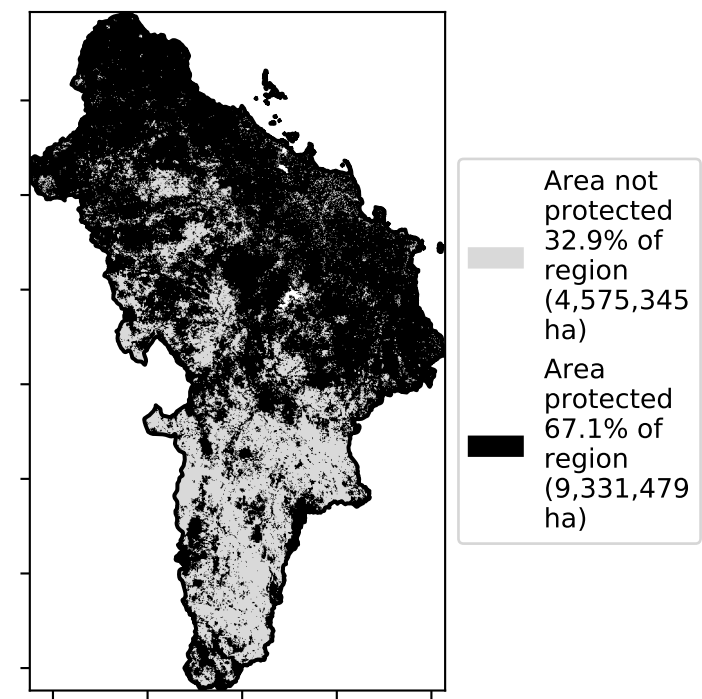 Area not
protected
32.9% of
region
(4,575,345
ha)
Area
protected
67.1% of
region
(9,331,479
ha)